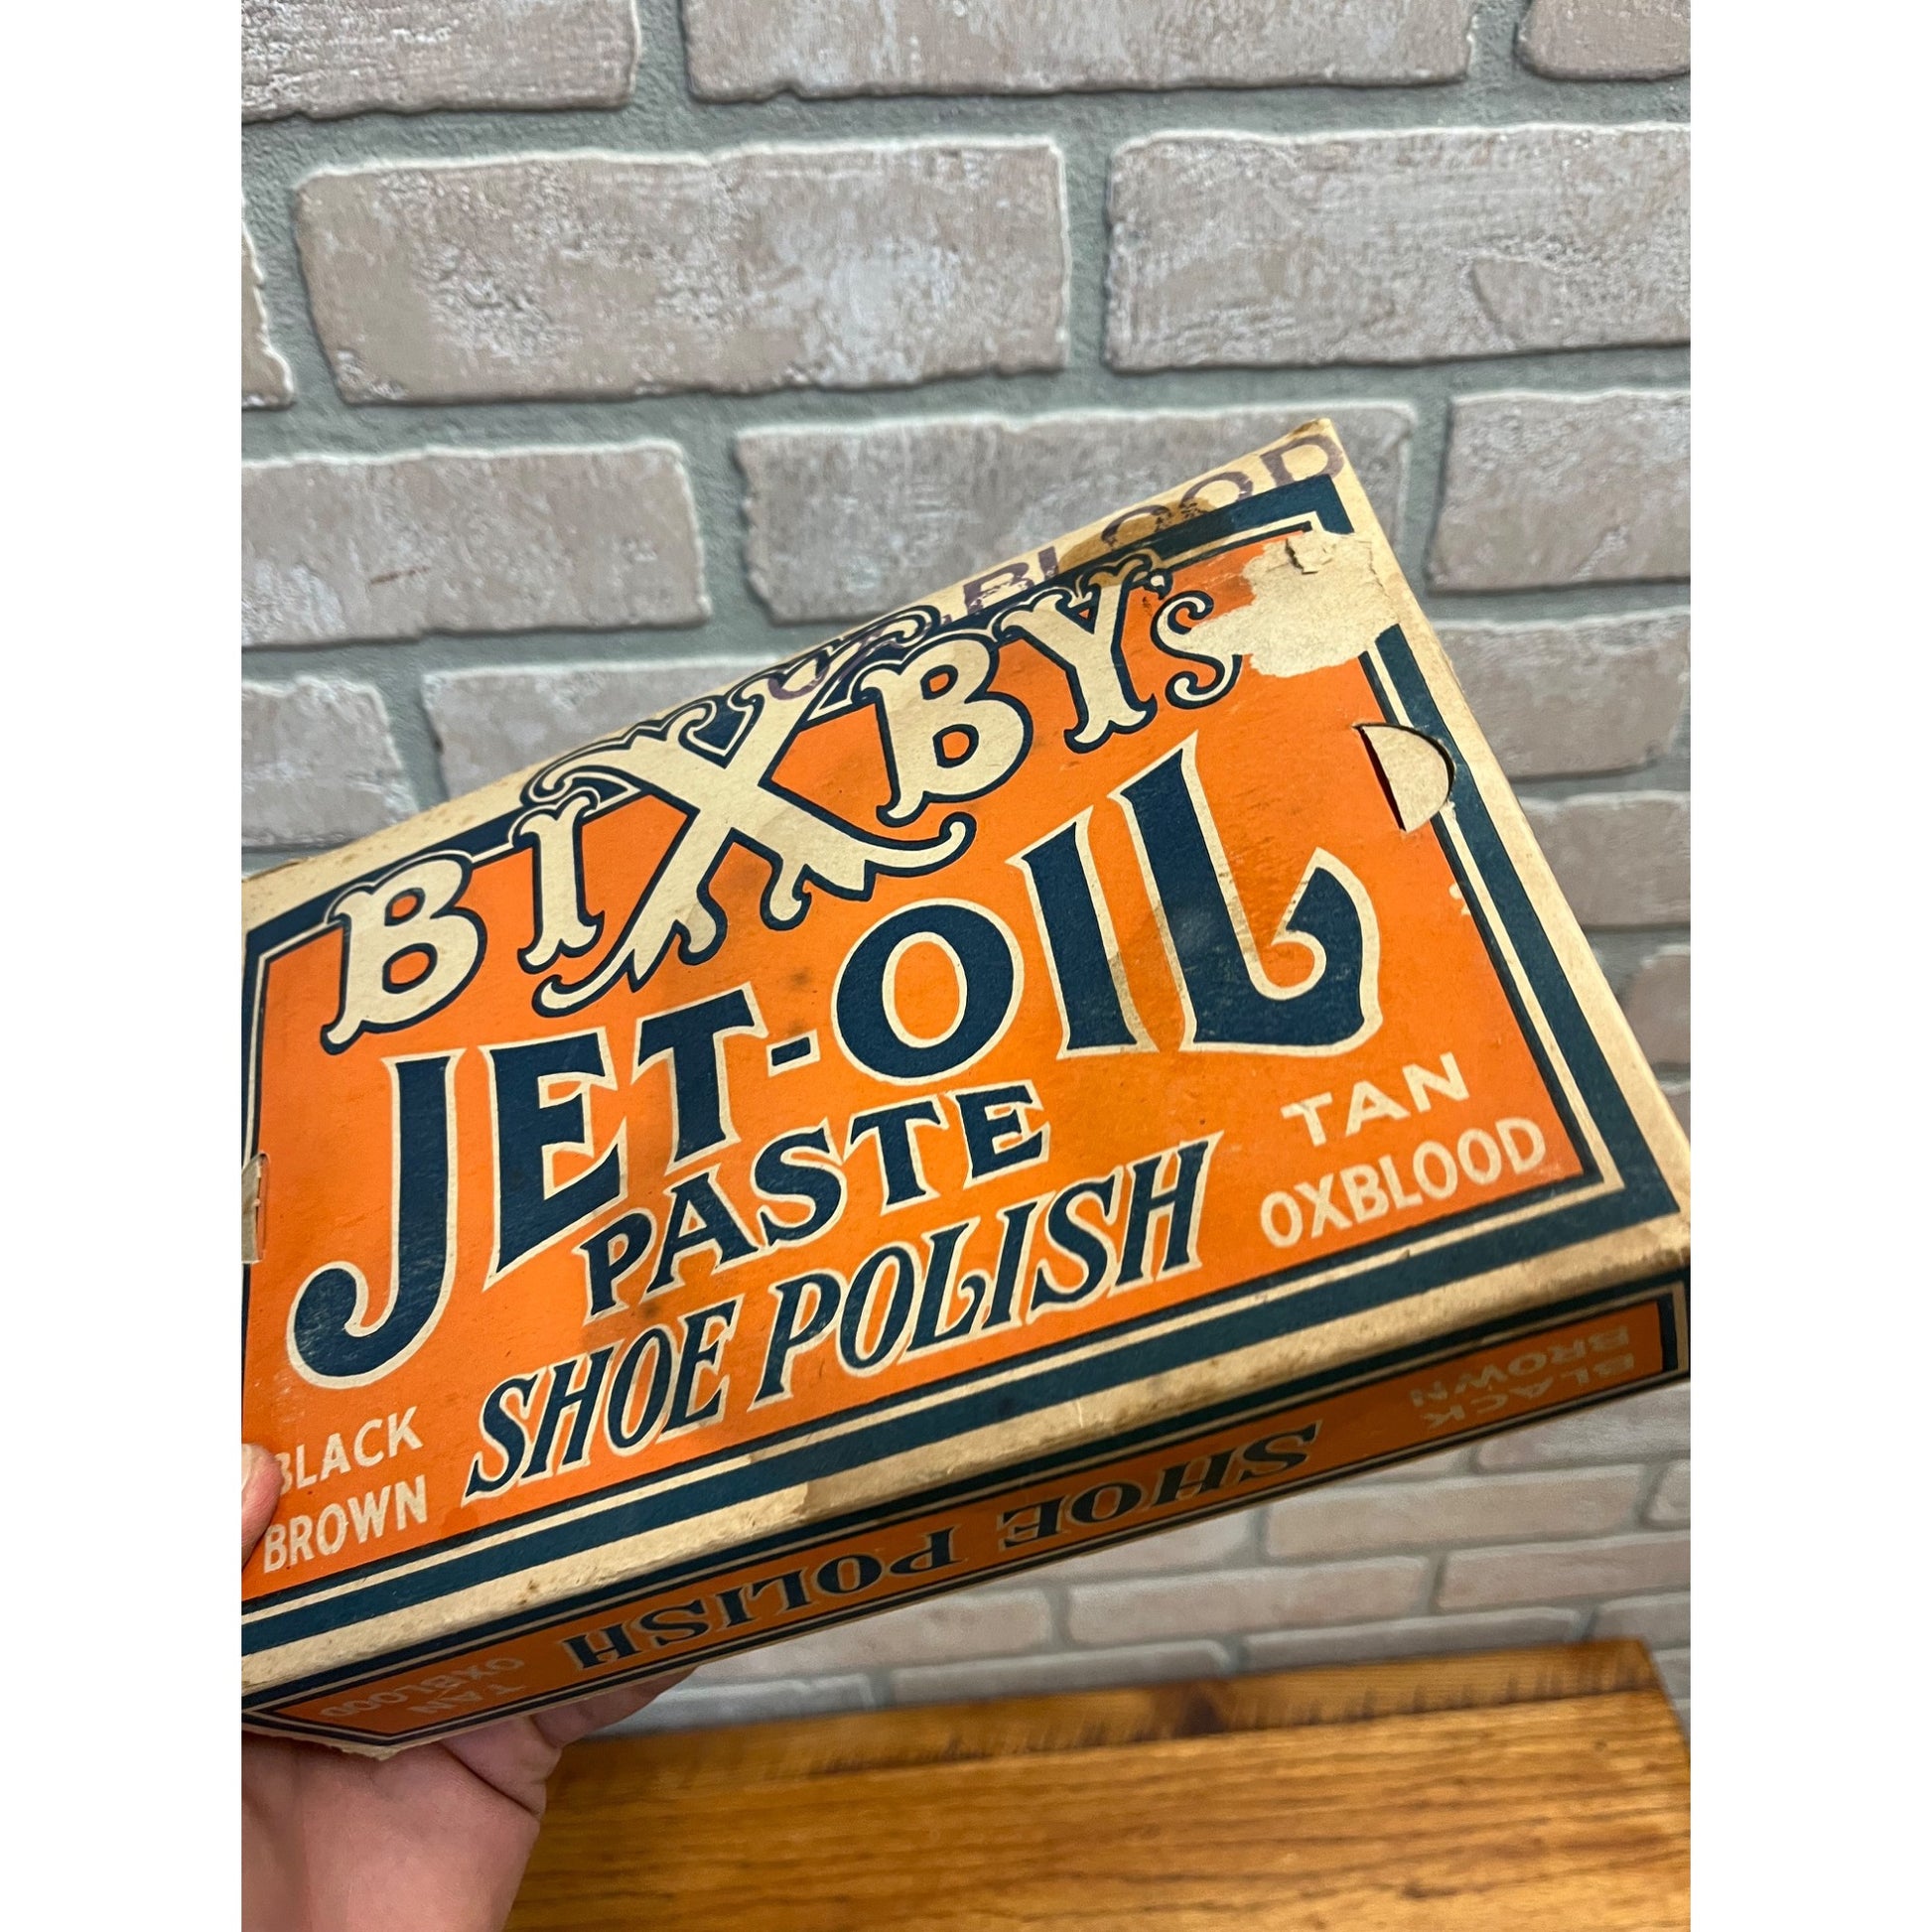 OXBLOOD
BIXBY'S
JET-OIL
PASTE
SHOE POLISH
BLACK
BROWN
TAN
OXBLOOD
SHOE POLISH
BLACK
BROWN
TAN
OXBLOOD